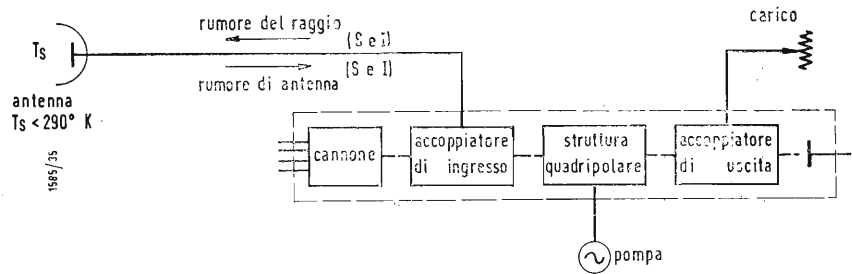 rumore del raggio
(S e I)
Ts
rumore di antenna
(S e I)
antenna
Ts < 290° K
1585/35
carico
cannone
accoppiatore
di ingresso
struttura
quadripolare
accoppiatore
di uscita
pompa